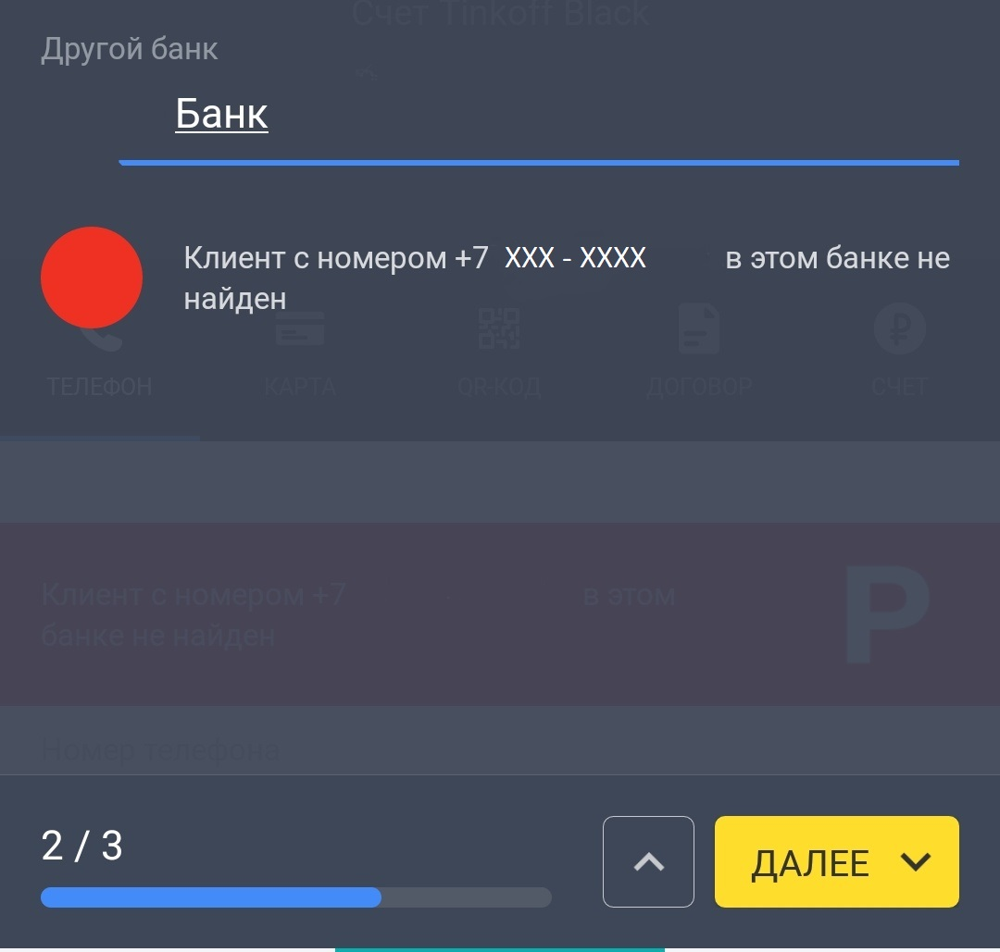 Счет Tinkoff Black
Другой банк
Банк
Клиент с номером +7 XXX - XXXX в этом банке не
найден
ТЕЛЕФОН КАРТА QR-КОД ДОГОВОР СЧЕТ
Клиент с номером +7 в этом
банке не найден
Р
Номер телефона
2 / 3
ДАЛЕЕ